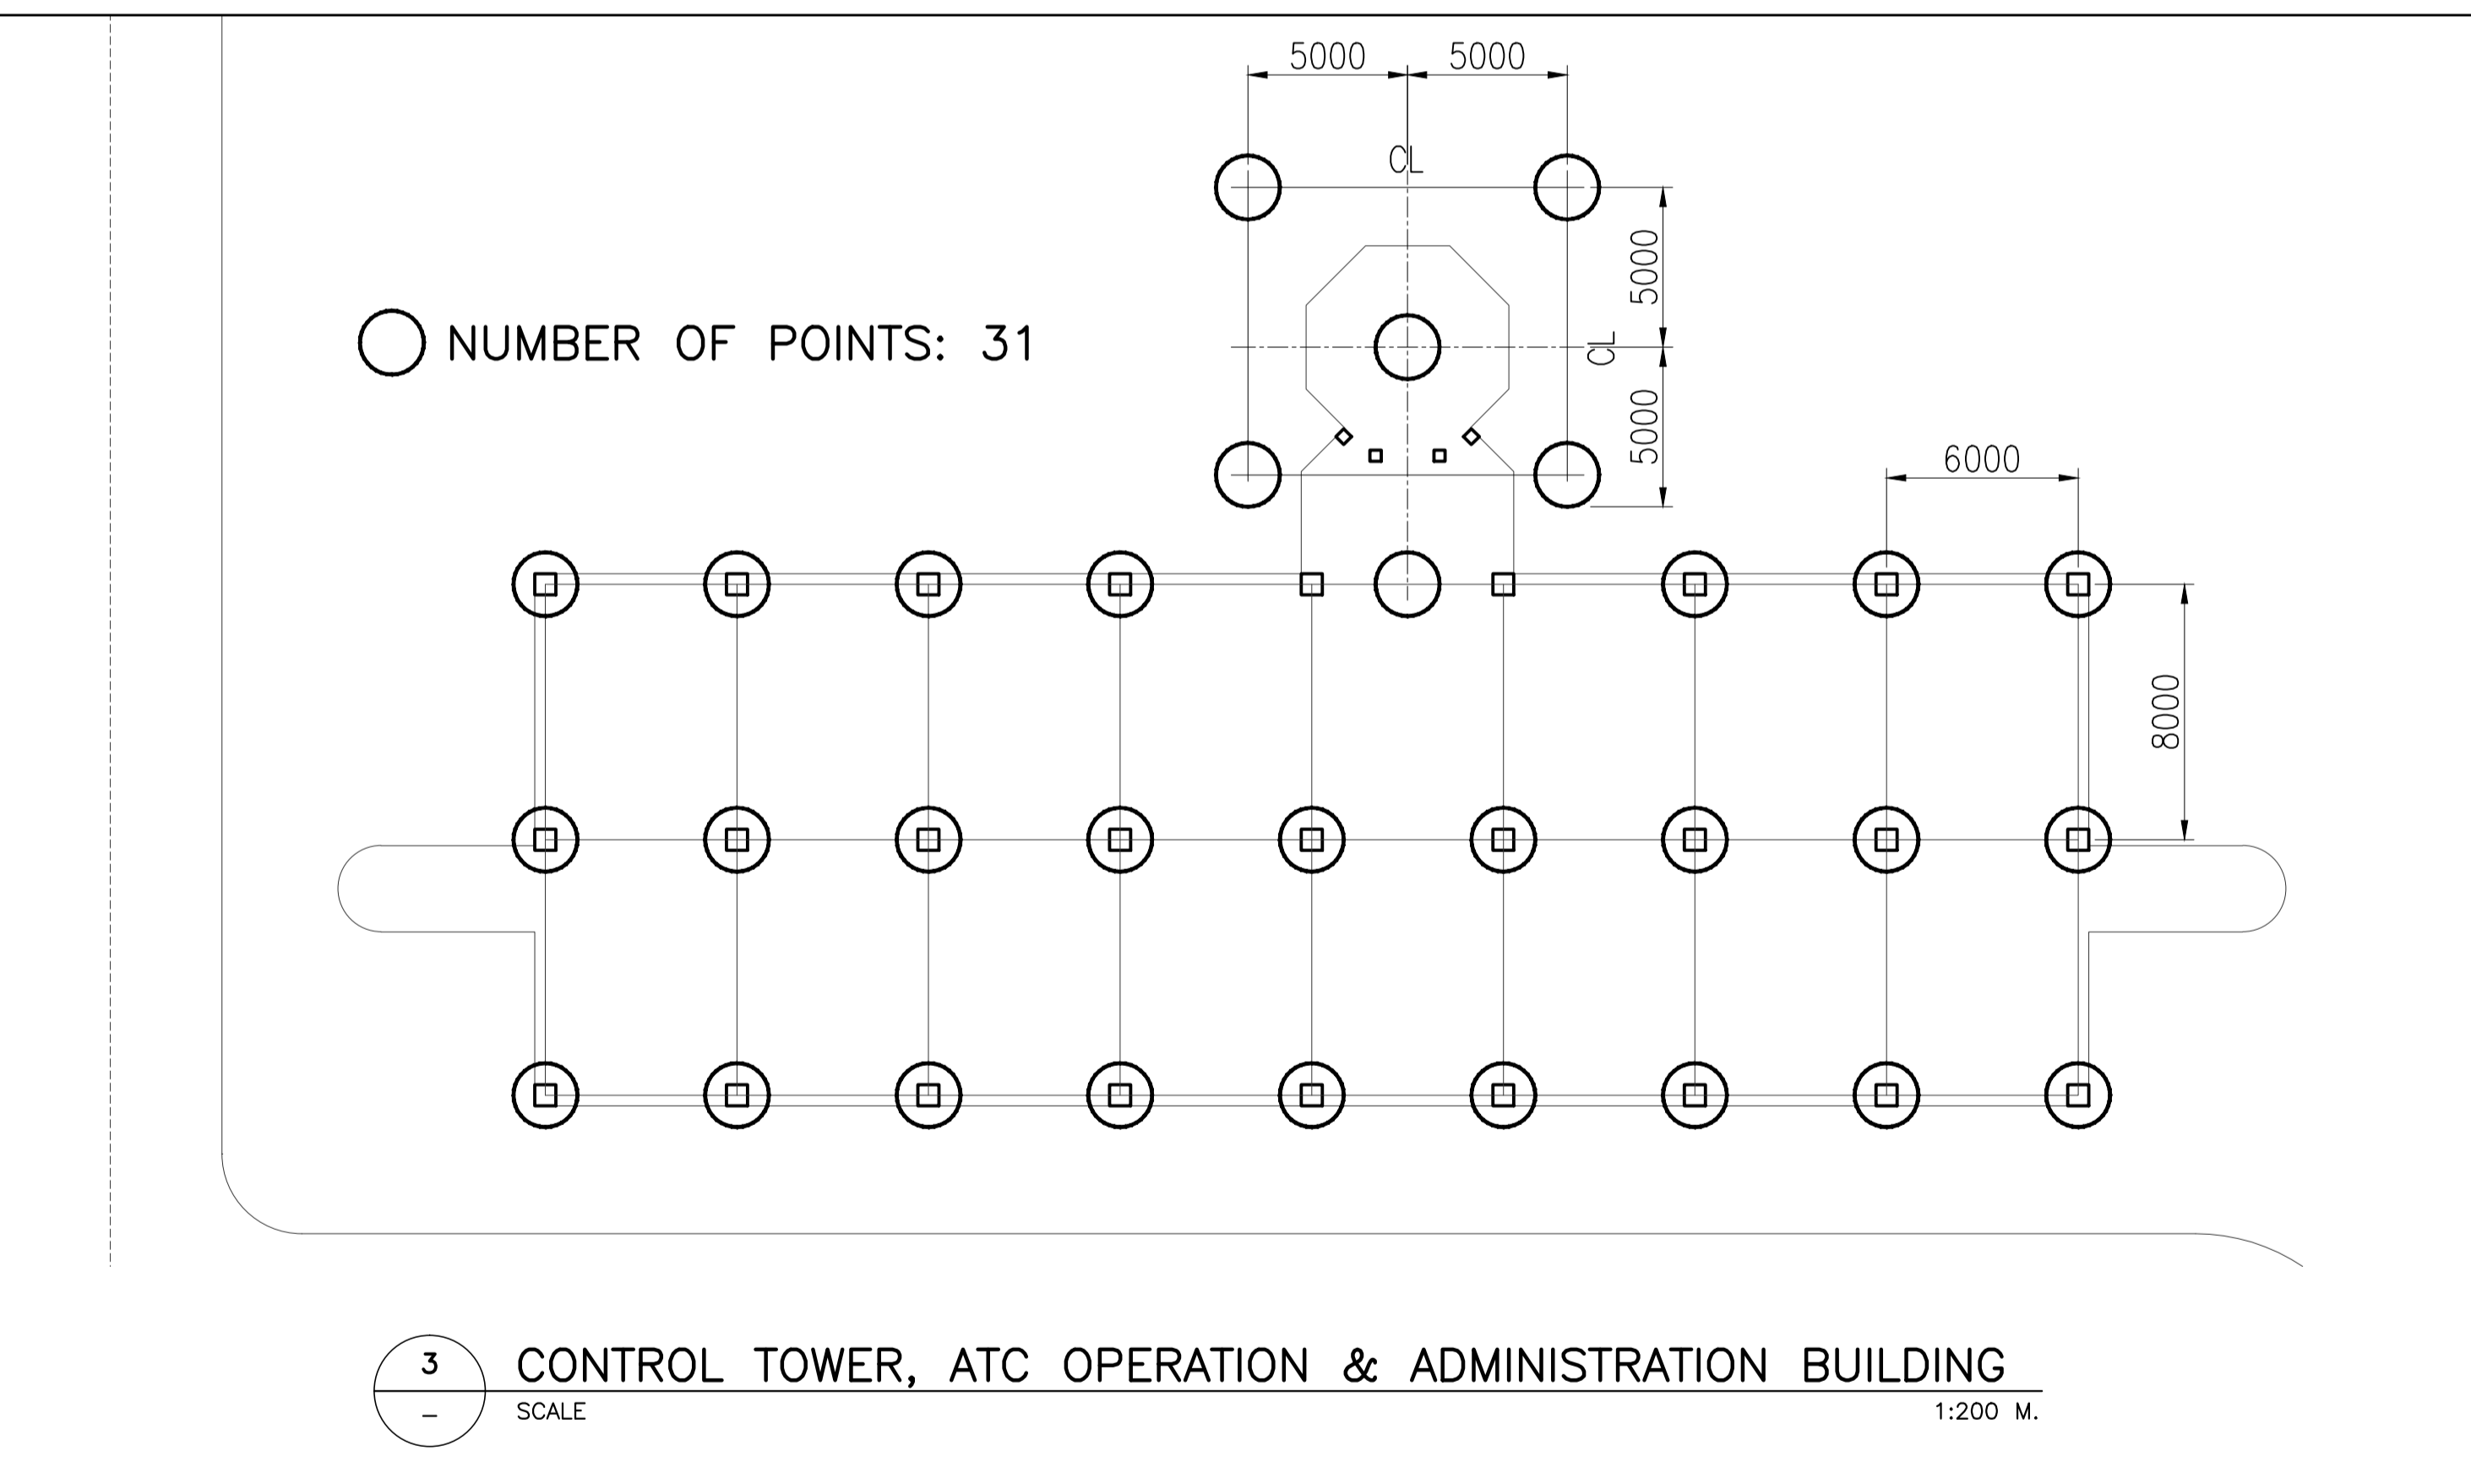 5000 5000
CL
5000
NUMBER OF POINTS: 31
CL
5000
6000
8000
3 CONTROL TOWER, ATC OPERATION & ADMINISTRATION BUILDING
- SCALE 1:200 M.